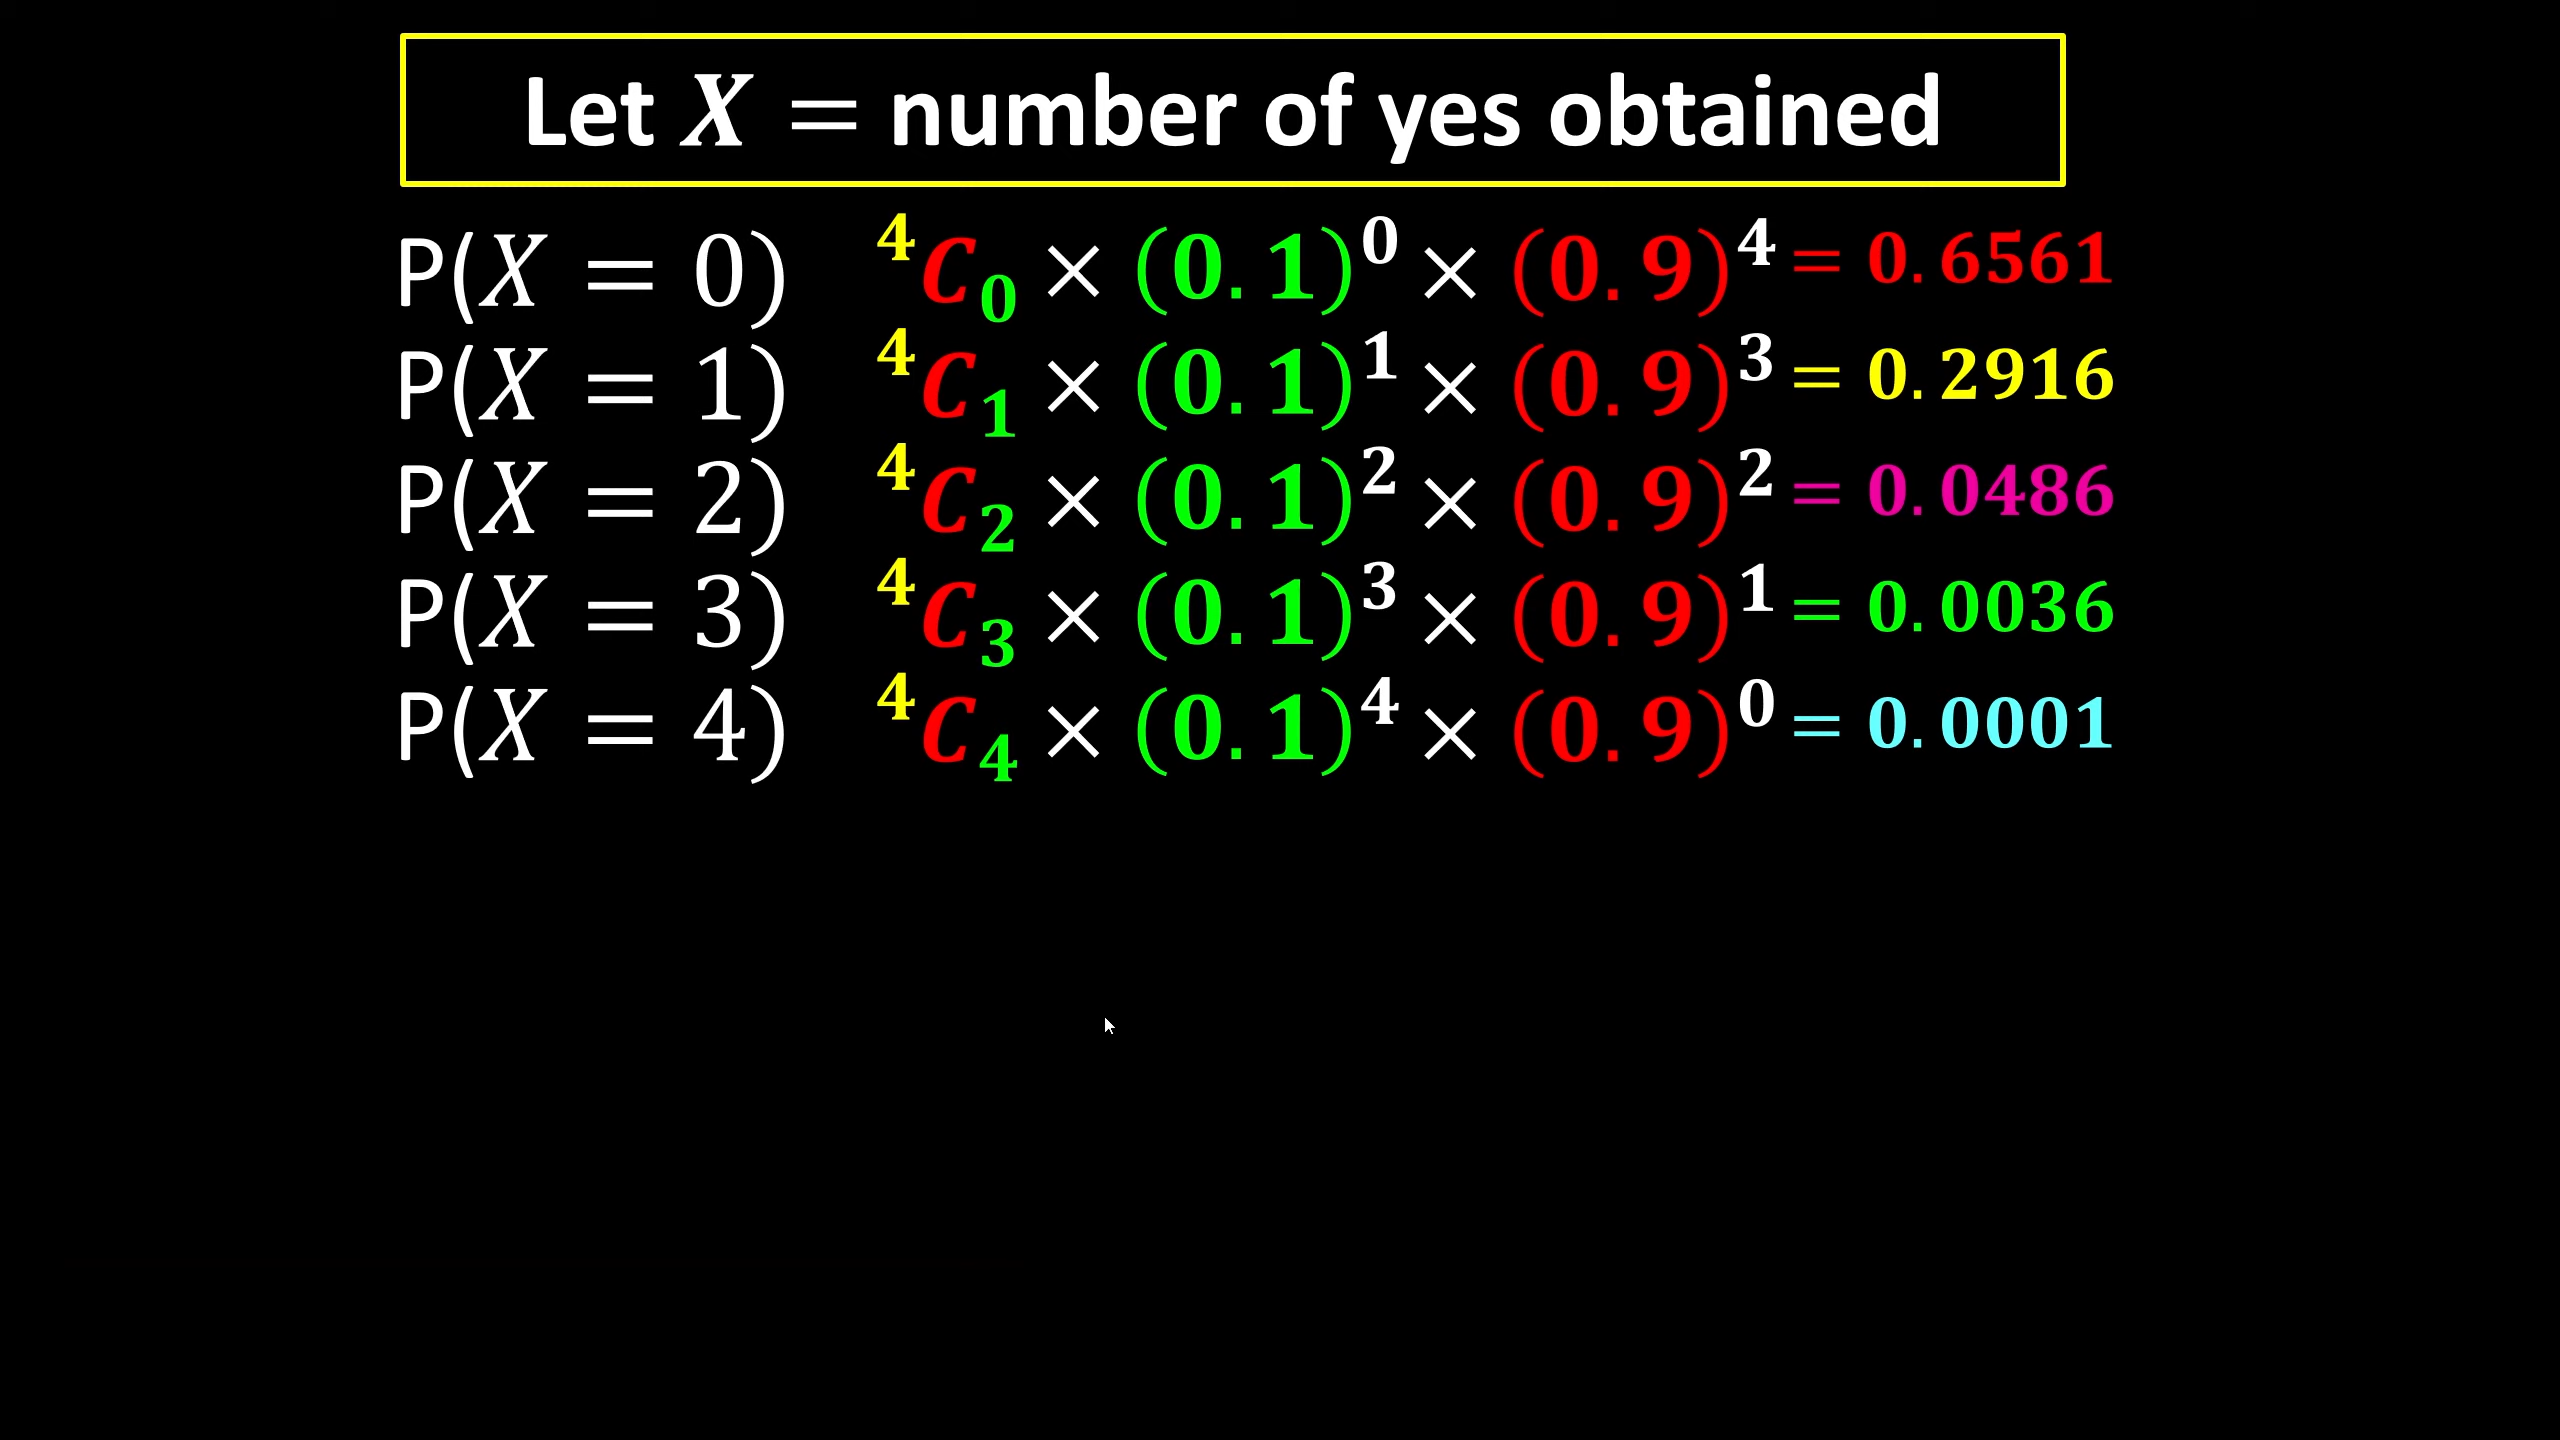 Let X = number of yes obtained
P(X = 0) ⁴C₀ × (0.1)⁰ × (0.9)⁴ = 0.6561
P(X = 1) ⁴C₁ × (0.1)¹ × (0.9)³ = 0.2916
P(X = 2) ⁴C₂ × (0.1)² × (0.9)² = 0.0486
P(X = 3) ⁴C₃ × (0.1)³ × (0.9)¹ = 0.0036
P(X = 4) ⁴C₄ × (0.1)⁴ × (0.9)⁰ = 0.0001